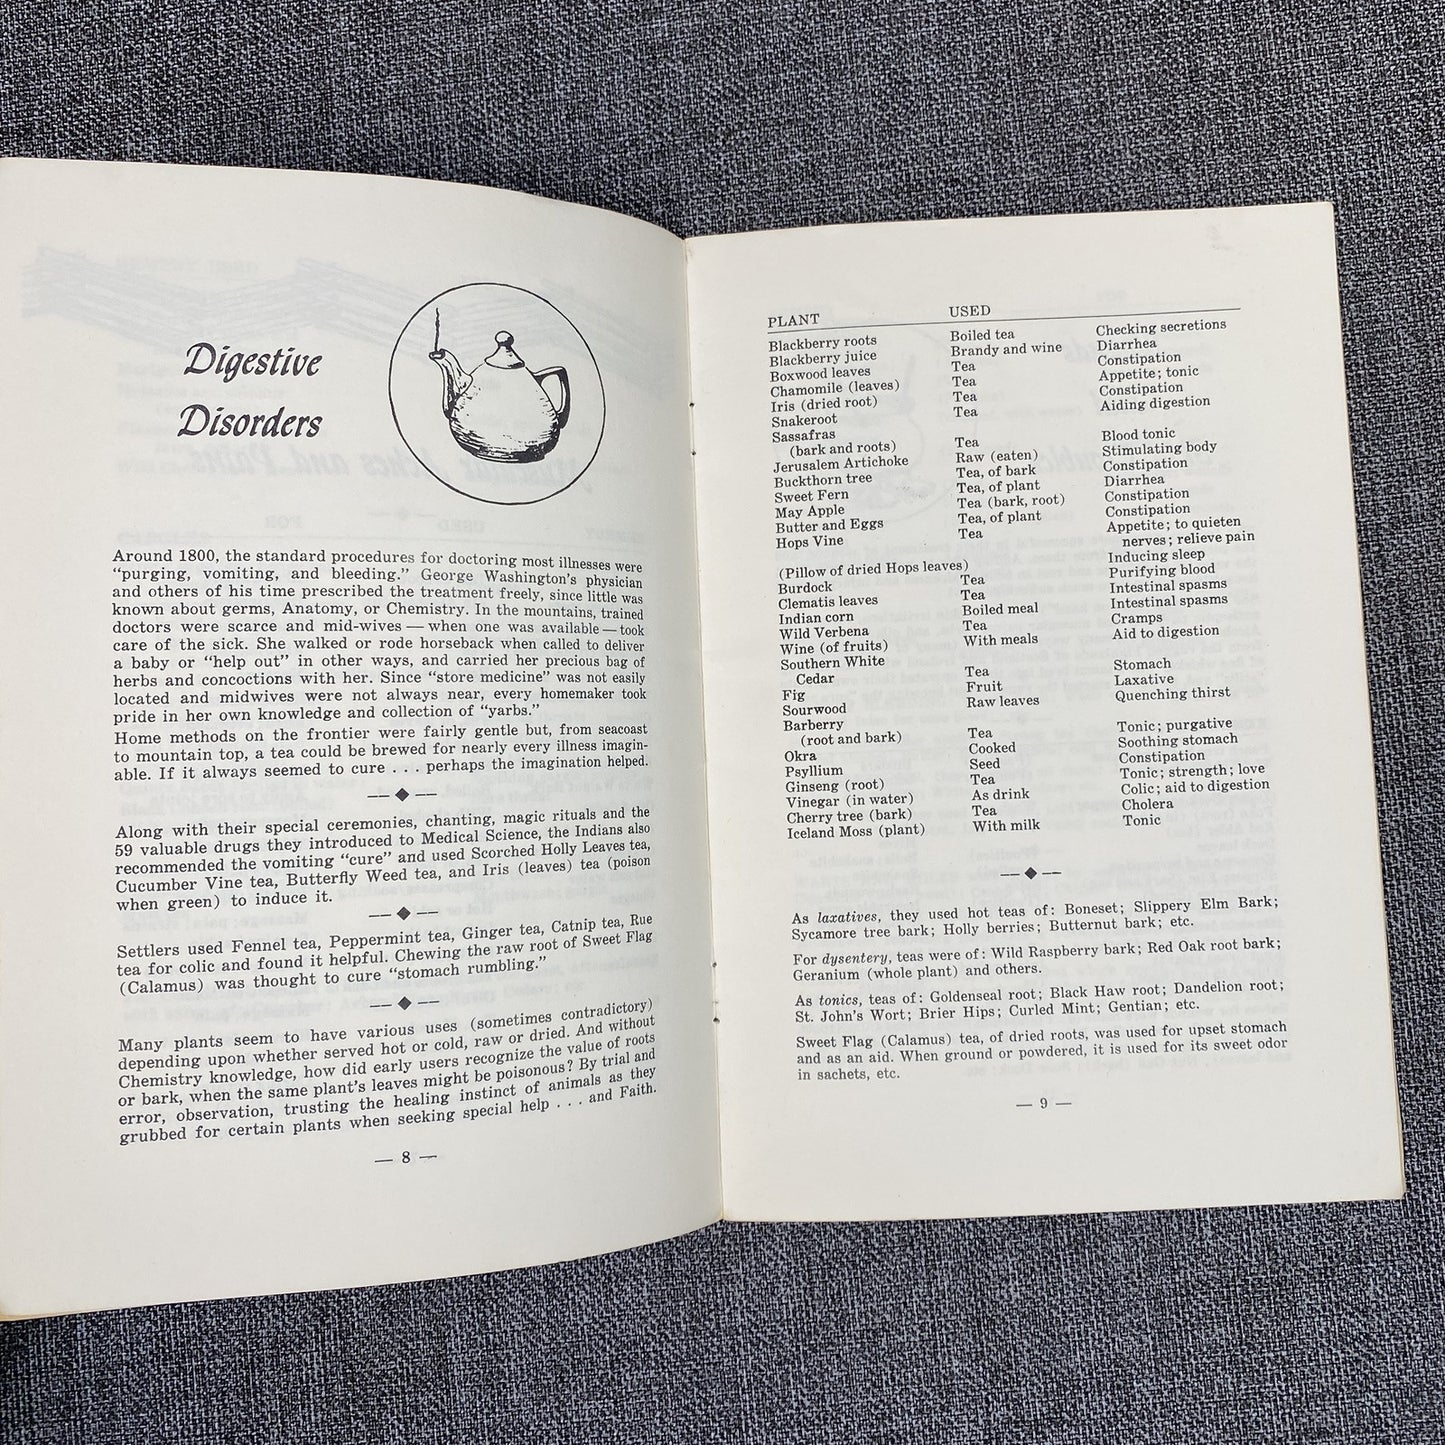 Digestive
Disorders
Around 1800, the standard procedures for doctoring most illnesses were
“purging, vomiting, and bleeding.” George Washington’s physician
and others of his time prescribed the treatment freely, since little was
known about germs, Anatomy, or Chemistry. In the mountains, trained
doctors were scarce and mid-wives — when one was available — took
care of the sick. She walked or rode horseback when called to deliver
a baby or “help out” in other ways, and carried her precious bag of
herbs and concoctions with her. Since “store medicine” was not easily
located and midwives were not always near, every homemaker took
pride in her own knowledge and collection of “yarbs.”
Home methods on the frontier were fairly gentle but, from seacoast
to mountain top, a tea could be brewed for nearly every illness imagin-
able. If it always seemed to cure . . . perhaps the imagination helped.
Along with their special ceremonies, chanting, magic rituals and the
59 valuable drugs they introduced to Medical Science, the Indians also
recommended the vomiting “cure” and used Scorched Holly Leaves tea,
Cucumber Vine tea, Butterfly Weed tea, and Iris (leaves) tea (poison
when green) to induce it.
Settlers used Fennel tea, Peppermint tea, Ginger tea, Catnip tea, Rue
tea for colic and found it helpful. Chewing the raw root of Sweet Flag
(Calamus) was thought to cure “stomach rumbling.”
Many plants seem to have various uses (sometimes contradictory)
depending upon whether served hot or cold, raw or dried. And without
Chemistry knowledge, how did early users recognize the value of roots
or bark, when the same plant’s leaves might be poisonous? By trial and
error, observation, trusting the healing instinct of animals as they
grubbed for certain plants when seeking special help . . . and Faith.
— 8 —
PLANT USED
Blackberry roots Boiled tea Checking secretions
Blackberry juice Brandy and wine Diarrhea
Boxwood leaves Tea Constipation
Chamomile (leaves) Tea Appetite; tonic
Iris (dried root) Tea Constipation
Snakeroot Tea Aiding digestion
Sassafras
(bark and roots) Tea Blood tonic
Jerusalem Artichoke Raw (eaten) Stimulating body
Buckthorn tree Tea, of bark Constipation
Sweet Fern Tea, of plant Diarrhea
May Apple Tea (bark, root) Constipation
Butter and Eggs Tea, of plant Constipation
Hops Vine Tea Appetite; to quieten
nerves; relieve pain
(Pillow of dried Hops leaves) Inducing sleep
Burdock Tea Purifying blood
Clematis leaves Tea Intestinal spasms
Indian corn Boiled meal Intestinal spasms
Wild Verbena Tea Cramps
Wine (of fruits) With meals Aid to digestion
Southern White
Cedar Tea Stomach
Fig Fruit Laxative
Sourwood Raw leaves Quenching thirst
Barberry
(root and bark) Tea Tonic; purgative
Okra Cooked Soothing stomach
Psyllium Seed Constipation
Ginseng (root) Tea Tonic; strength; love
Vinegar (in water) As drink Colic; aid to digestion
Cherry tree (bark) Tea Cholera
Iceland Moss (plant) With milk Tonic
As laxatives, they used hot teas of: Boneset; Slippery Elm Bark;
Sycamore tree bark; Holly berries; Butternut bark; etc.
For dysentery, teas were of: Wild Raspberry bark; Red Oak root bark;
Geranium (whole plant) and others.
As tonics, teas of: Goldenseal root; Black Haw root; Dandelion root;
St. John’s Wort; Brier Hips; Curled Mint; Gentian; etc.
Sweet Flag (Calamus) tea, of dried roots, was used for upset stomach
and as an aid. When ground or powdered, it is used for its sweet odor
in sachets, etc.
— 9 —